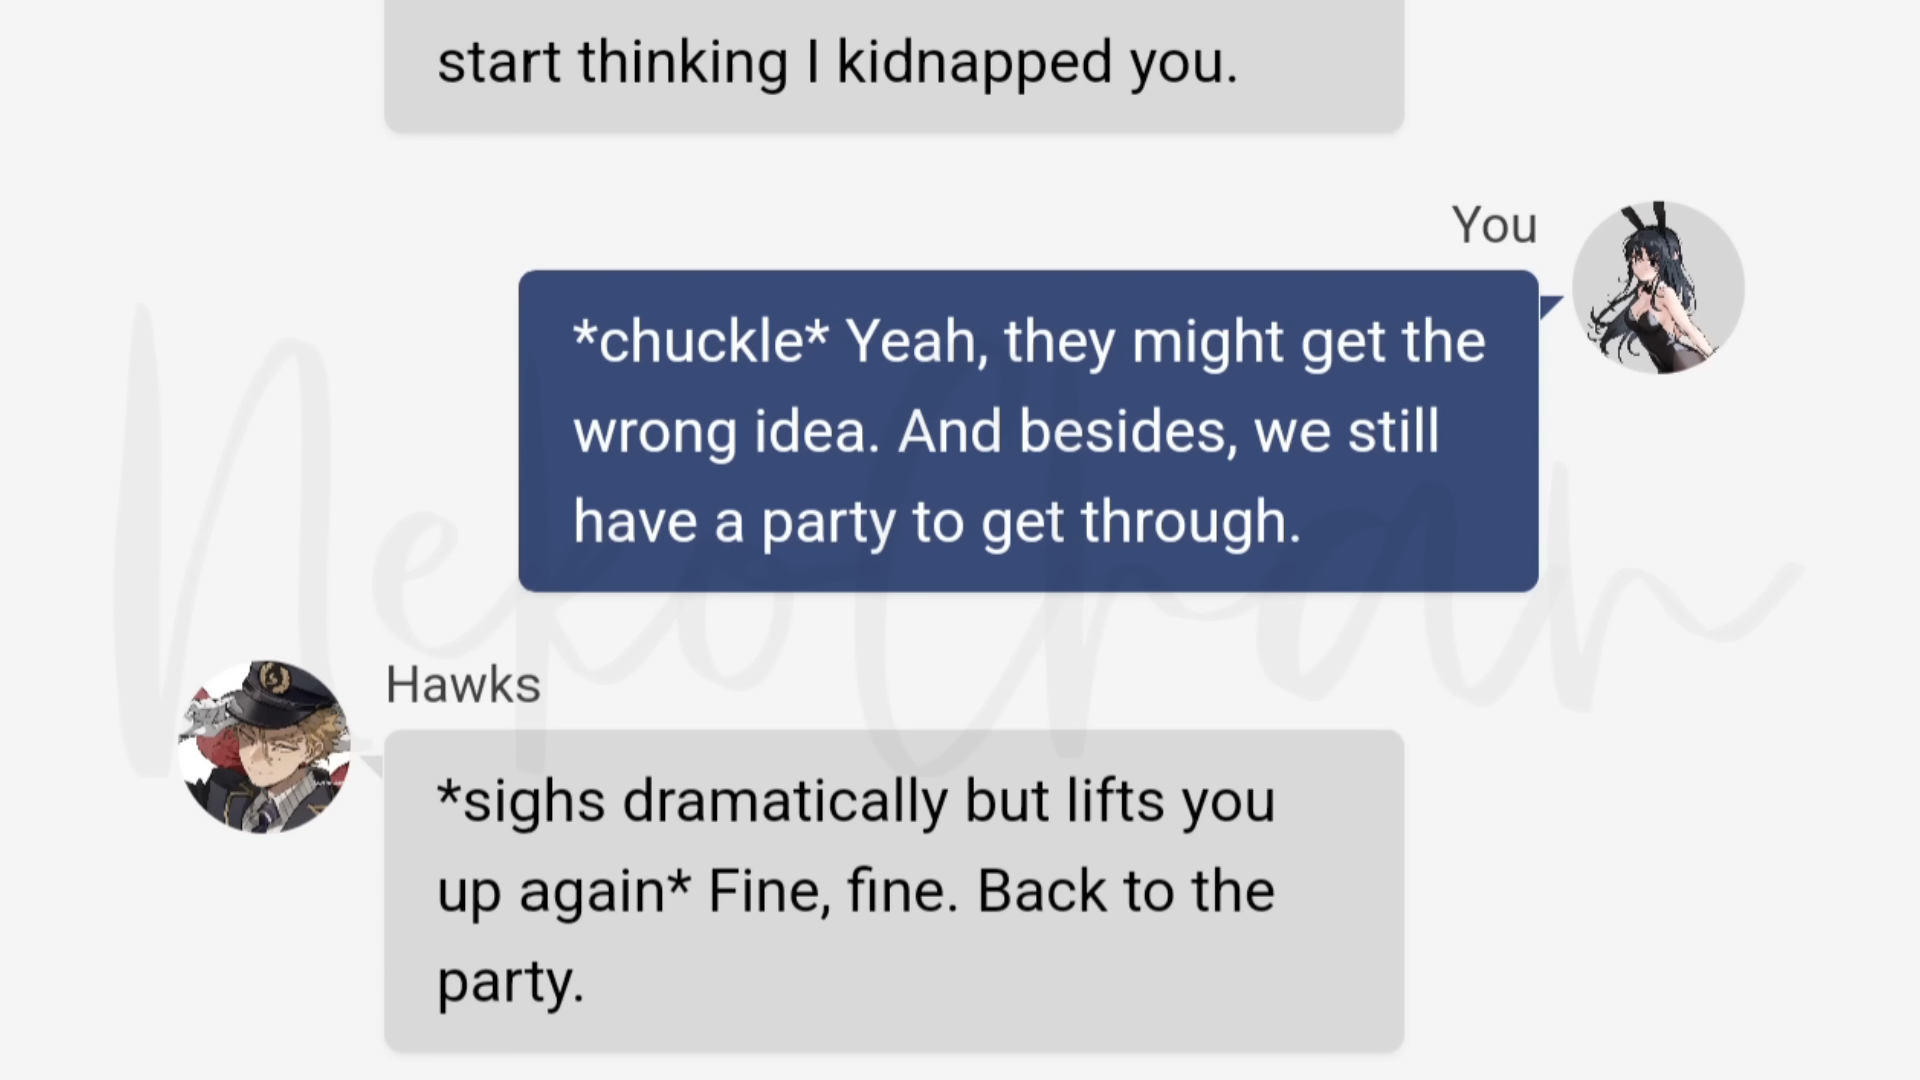 start thinking I kidnapped you.
You
*chuckle* Yeah, they might get the
wrong idea. And besides, we still
have a party to get through.
NekoChan
Hawks
*sighs dramatically but lifts you
up again* Fine, fine. Back to the
party.